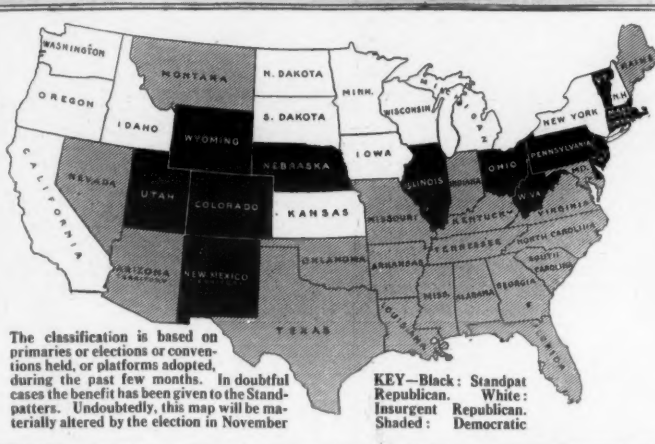 WASHINGTON
MONTANA
N. DAKOTA
MINN.
MICHIGAN
MAINE
OREGON
IDAHO
WYOMING
S. DAKOTA
WISCONSIN
NEW YORK
N.H.
MASS
CALIFORNIA
NEVADA
UTAH
COLORADO
NEBRASKA
IOWA
ILLINOIS
INDIANA
OHIO
PENNSYLVANIA
KANSAS
MISSOURI
KENTUCKY
W.VA.
VIRGINIA
MD.
ARIZONA
TERRITORY
NEW MEXICO
TERRITORY
OKLAHOMA
ARKANSAS
TENNESSEE
NORTH CAROLINA
SOUTH
CAROLINA
TEXAS
LOUISIANA
MISS.
ALABAMA
GEORGIA
FLORIDA
The classification is based on
primaries or elections or conven-
tions held, or platforms adopted,
during the past few months. In doubtful
cases the benefit has been given to the Stand-
patters. Undoubtedly, this map will be ma-
terially altered by the election in November
KEY—Black: Standpat
Republican. White:
Insurgent Republican.
Shaded: Democratic